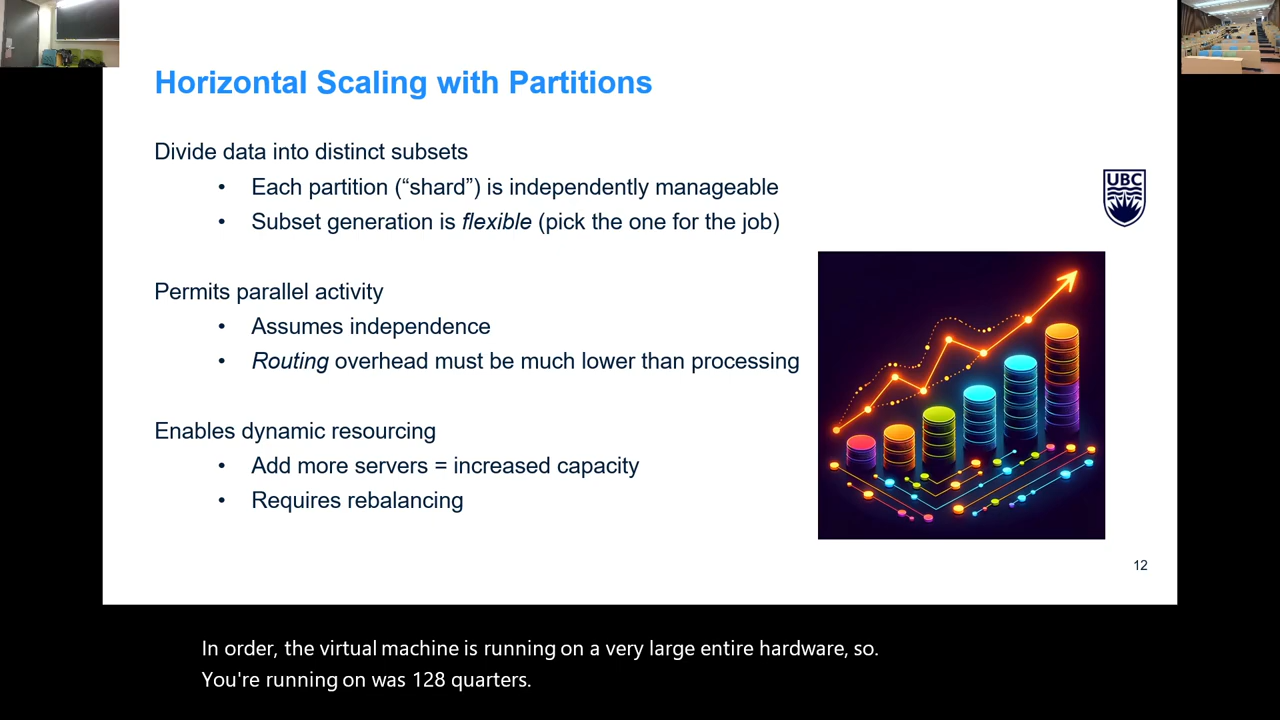 Horizontal Scaling with Partitions
Divide data into distinct subsets
• Each partition (“shard”) is independently manageable
• Subset generation is flexible (pick the one for the job)
UBC
Permits parallel activity
• Assumes independence
• Routing overhead must be much lower than processing
Enables dynamic resourcing
• Add more servers = increased capacity
• Requires rebalancing
12
In order, the virtual machine is running on a very large entire hardware, so.
You're running on was 128 quarters.